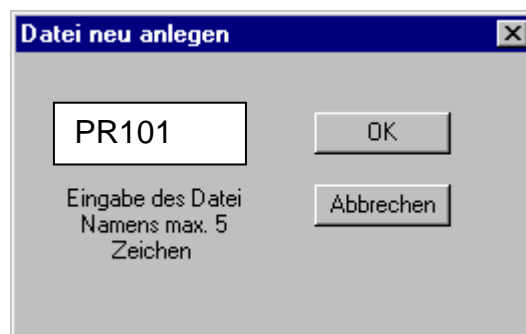 Datei neu anlegen
PR101
OK
Eingabe des Datei
Namens max. 5
Zeichen
Abbrechen